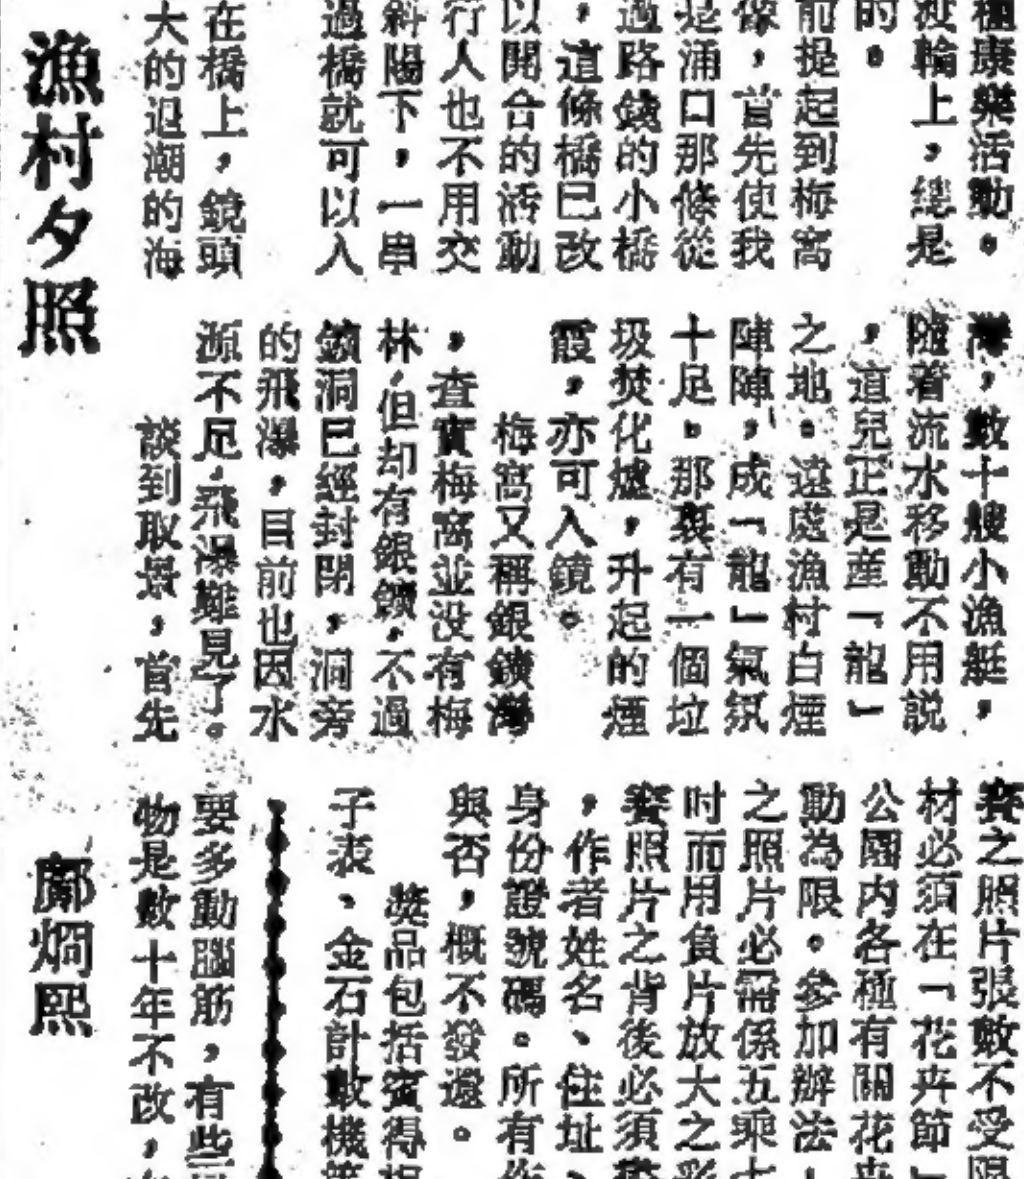 漁村夕照
鄺烱熙
樂活動。
渡輪上，總是
的。
前提起到梅窩
像，首先使我
是涌口那條從
過路錢的小橋
，這條橋已改
以開合的活動
行人也不用交
斜陽下，一串
過橋就可以入
在橋上，鏡頭
大的退潮的海
灣，數十艘小漁艇，
隨着流水移動不用説
，道兒正是産「龍」
之地。遠處漁村白煙
陣陣，成「龍」氣氛
十足。那裏有一個垃
圾焚化爐，升起的煙
霞，亦可入鏡。
梅窩又稱銀鑛灣
，查實梅窩並没有梅
林，但却有銀鑛，不過
鑛洞已經封閉，洞旁
的飛瀑，目前也因水
源不足，飛瀑難見了。
談到取景，首先
要多動腦筋，有些
物是數十年不改，
賽之照片張數不受限
材必須在「花卉節」
公園内各種有關花卉
動為限。參加辦法
之照片必需係五乘七
吋而用負片放大之彩
賽照片之背後必須
，作者姓名、住址、
身份證號碼。所有作
與否，概不發還。
獎品包括賓得
子表、金石計數機等